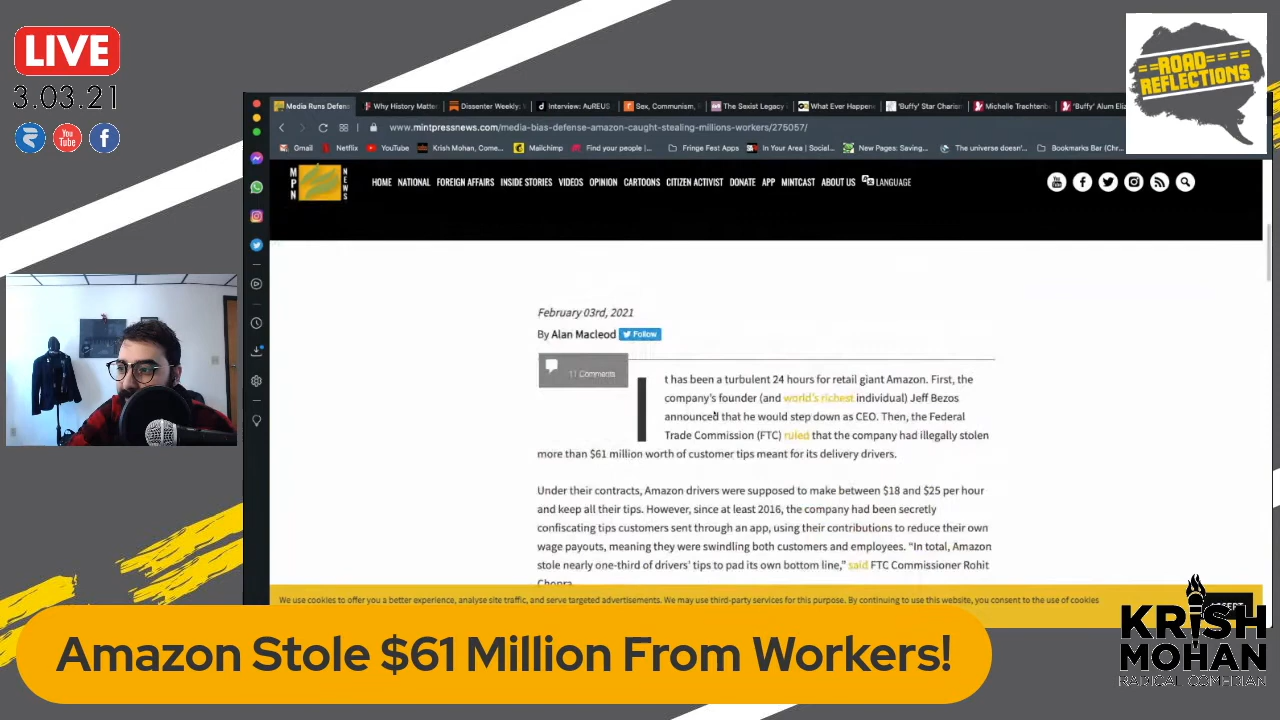 LIVE
3.03.21
==ROAD====
REFLECTIONS
Media Runs Defens
Why History Matte
Dissenter Weekly:
Interview: AuREUS
Sex, Communism,
The Sexist Legacy
What Ever Happen
'Buffy' Star Charism
Michelle Trachtenb
'Buffy' Alum Eliz
www.mintpressnews.com/media-bias-defense-amazon-caught-stealing-millions-workers/275057/
Gmail
Netflix
YouTube
Krish Mohan, Come...
Mailchimp
Find your people |...
Fringe Fest Apps
In Your Area | Social...
New Pages: Saving...
The universe doesn'...
Bookmarks Bar (Chr...
MPN
NEWS
HOME NATIONAL FOREIGN AFFAIRS INSIDE STORIES VIDEOS OPINION CARTOONS CITIZEN ACTIVIST DONATE APP MINTCAST ABOUT US LANGUAGE
February 03rd, 2021
By Alan Macleod Follow
11 Comments
It has been a turbulent 24 hours for retail giant Amazon. First, the
company's founder (and world's richest individual) Jeff Bezos
announced that he would step down as CEO. Then, the Federal
Trade Commission (FTC) ruled that the company had illegally stolen
more than $61 million worth of customer tips meant for its delivery drivers.
Under their contracts, Amazon drivers were supposed to make between $18 and $25 per hour
and keep all their tips. However, since at least 2016, the company had been secretly
confiscating tips customers sent through an app, using their contributions to reduce their own
wage payouts, meaning they were swindling both customers and employees. "In total, Amazon
stole nearly one-third of drivers' tips to pad its own bottom line," said FTC Commissioner Rohit
Chopra
We use cookies to offer you a better experience, analyse site traffic, and serve targeted advertisements. We may use third-party services for this purpose. By continuing to use this website, you consent to the use of cookies
Amazon Stole $61 Million From Workers!
KRISH
MOHAN
RADICAL COMEDIAN